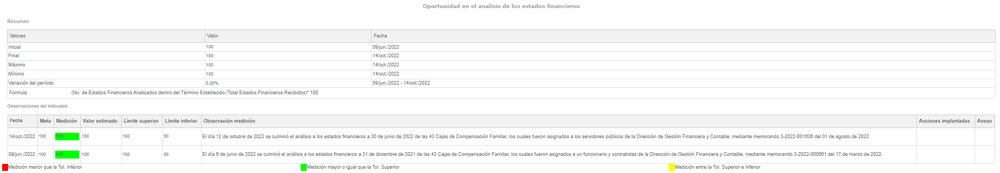 Oportunidad en el analisis de los estados financieros
Resumen
Valores Valor Fecha
Inicial 100 09/jun./2022
Final 100 14/oct./2022
Máximo 100 14/oct./2022
Mínimo 100 14/oct./2022
Variación del período 0,00% 09/jun./2022 - 14/oct./2022
Fórmula (No. de Estados Financieros Analizados dentro del Término Establecido /Total Estados Financieros Recibidos)* 100
Observaciones del Indicador
Fecha Meta Medición Valor estimado Límite superior Límite inferior Observación medición Acciones implantadas Anexo
14/oct./2022 100 100 100 100 50 El día 12 de octubre de 2022 se culminó el análisis a los estados financieros a 30 de junio de 2022 de las 43 Cajas de Compensación Familiar, los cuales fueron asignados a los servidores públicos de la Dirección de Gestión Financiera y Contable, mediante memorando 3-2022-001636 del 01 de agosto de 2022.
09/jun./2022 100 100 100 100 50 El día 6 de junio de 2022 se culminó el análisis a los estados financieros a 31 de diciembre de 2021 de las 43 Cajas de Compensación Familiar, los cuales fueron asignados a un funcionario y contratistas de la Dirección de Gestión Financiera y Contable, mediante memorando 3-2022-000661 del 17 de marzo de 2022.
Medición menor que la Tol. Inferior Medición mayor o igual que la Tol. Superior Medición entre la Tol. Superior e Inferior